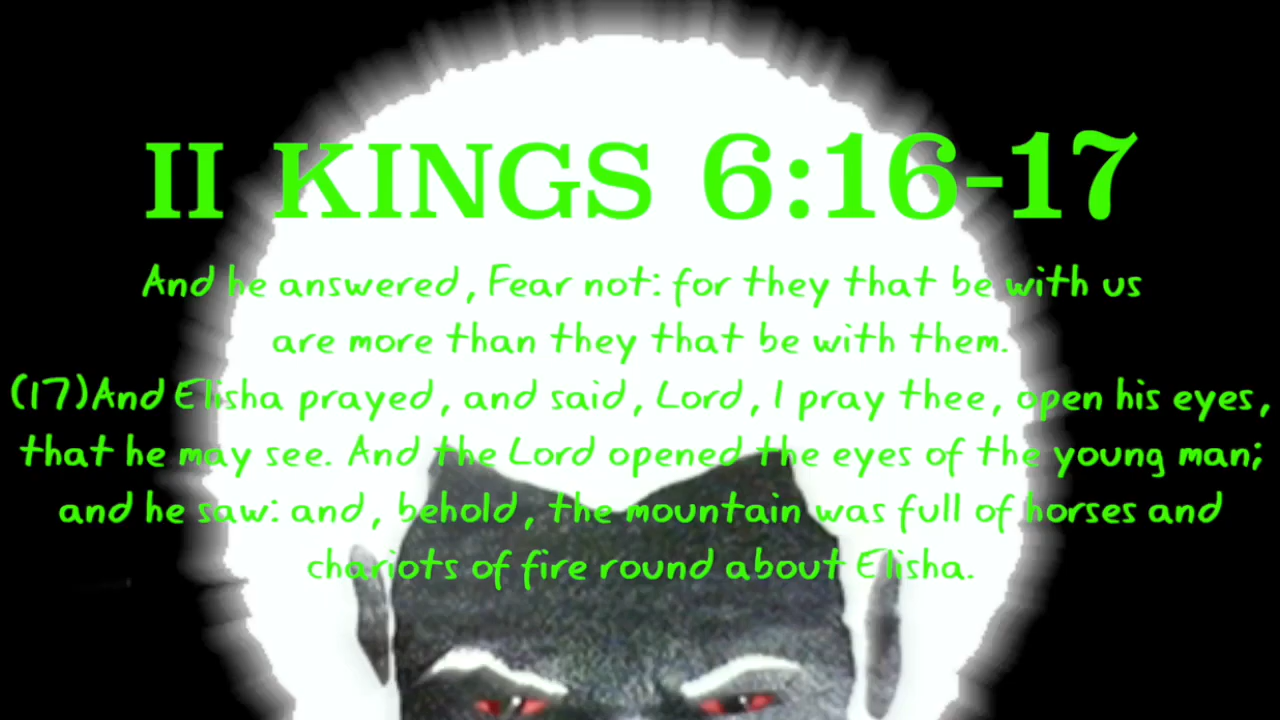 II KINGS 6:16-17
And he answered, Fear not: for they that be with us
are more than they that be with them.
(17)And Elisha prayed, and said, Lord, I pray thee, open his eyes,
that he may see. And the Lord opened the eyes of the young man;
and he saw: and, behold, the mountain was full of horses and
chariots of fire round about Elisha.